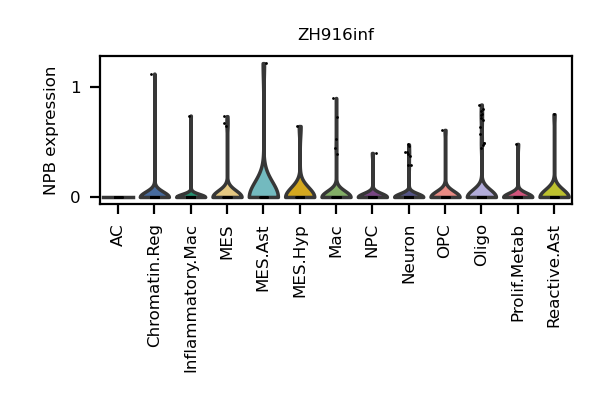 ZH916inf
NPB expression
1
0
AC
Chromatin.Reg
Inflammatory.Mac
MES
MES.Ast
MES.Hyp
Mac
NPC
Neuron
OPC
Oligo
Prolif.Metab
Reactive.Ast